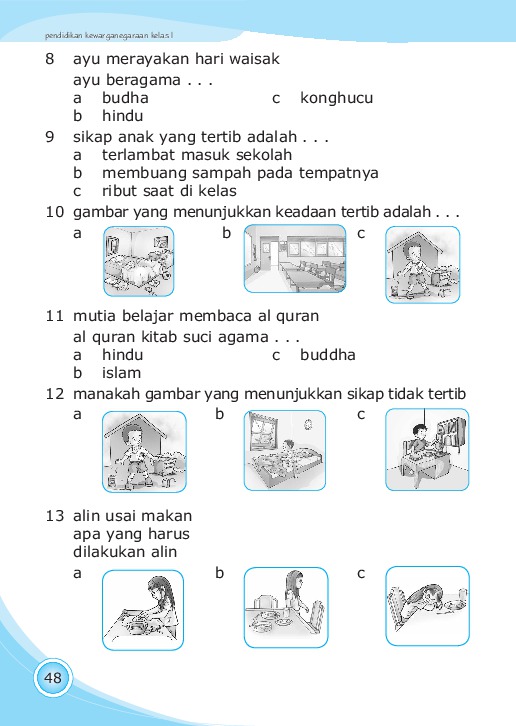 pendidikan kewarganegaraan kelas I
8 ayu merayakan hari waisak
ayu beragama . . .
a budha c konghucu
b hindu
9 sikap anak yang tertib adalah . . .
a terlambat masuk sekolah
b membuang sampah pada tempatnya
c ribut saat di kelas
10 gambar yang menunjukkan keadaan tertib adalah . . .
a b c
11 mutia belajar membaca al quran
al quran kitab suci agama . . .
a hindu c buddha
b islam
12 manakah gambar yang menunjukkan sikap tidak tertib
a b c
13 alin usai makan
apa yang harus
dilakukan alin
a b c
48